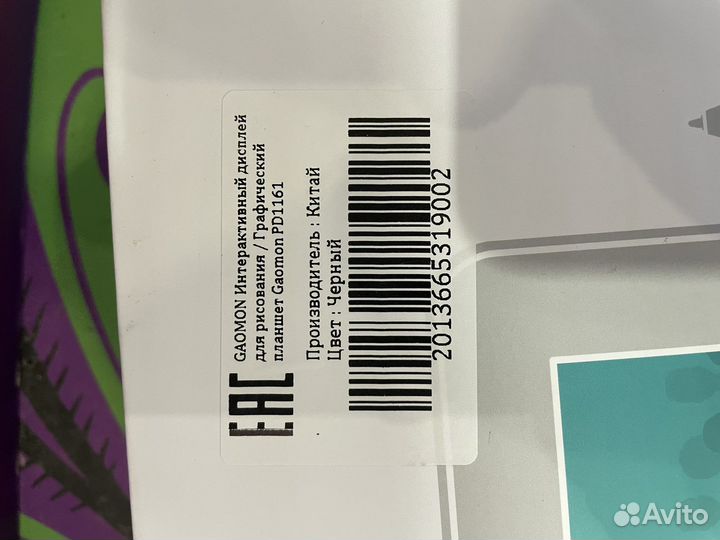 GAOMON Интерактивный дисплей
для рисования / Графический
планшет Gaomon PD1161
EAC
Производитель : Китай
Цвет : Черный
2013665319002
Avito